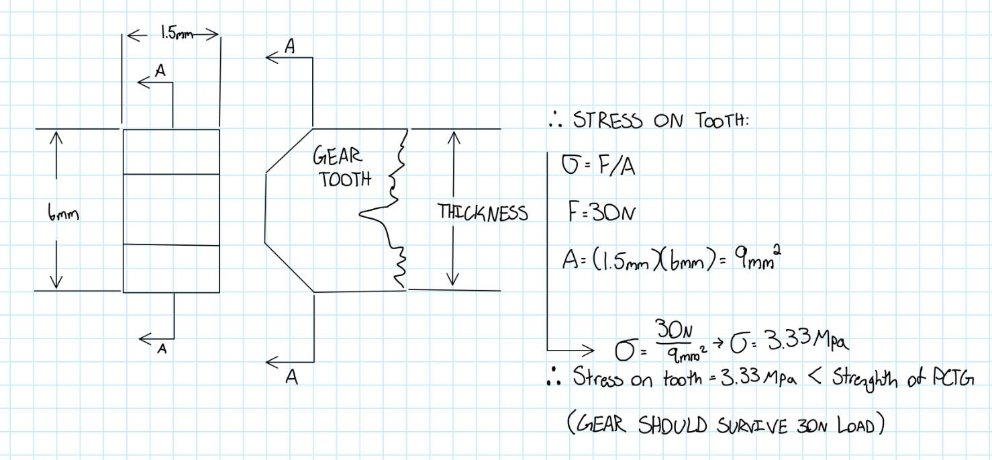 1.5mm
A
A
6mm
A
A
GEAR
TOOTH
THICKNESS
∴ STRESS ON TOOTH:
σ = F/A
F = 30N
A = (1.5mm)(6mm) = 9mm²
σ = 30N / 9mm² → σ = 3.33 Mpa
∴ Stress on tooth = 3.33 Mpa < Strenghth of PCTG
(GEAR SHOULD SURVIVE 30N LOAD)